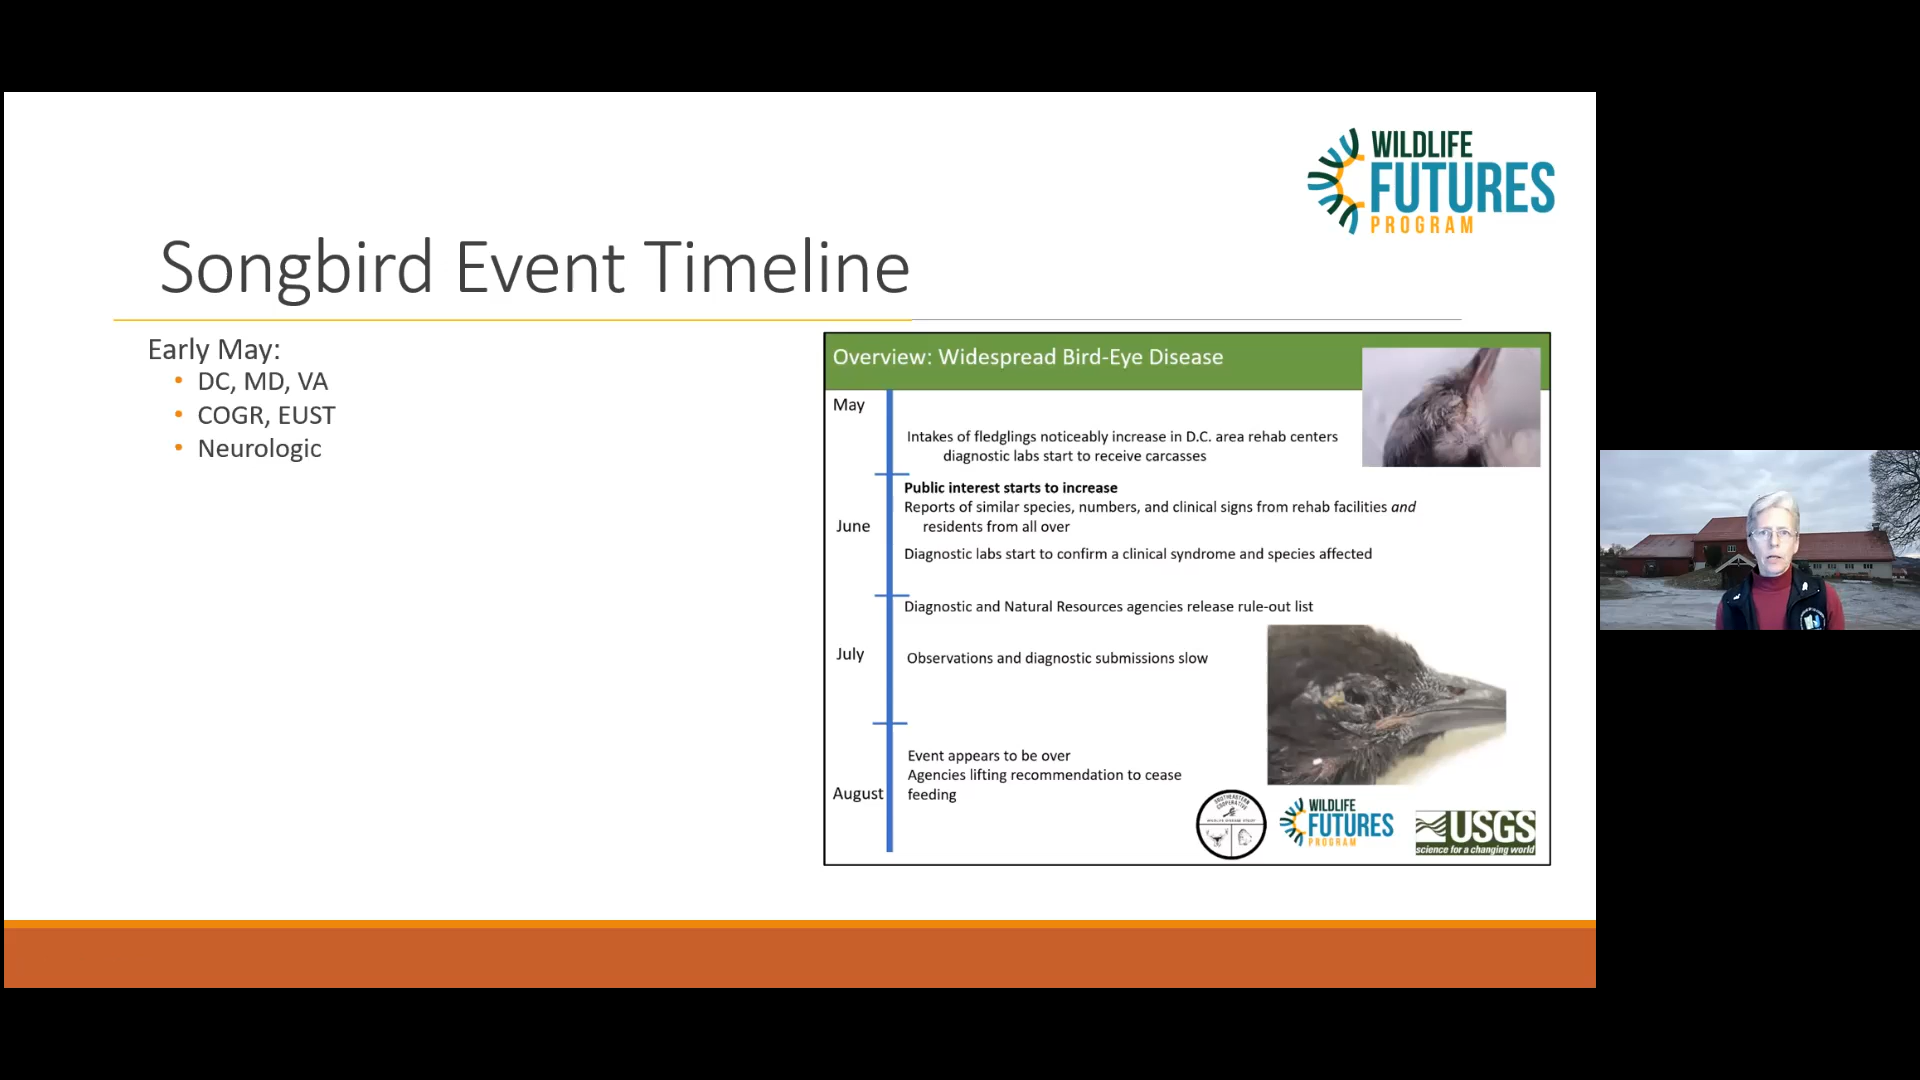 WILDLIFE
FUTURES
PROGRAM
Songbird Event Timeline
Early May:
• DC, MD, VA
• COGR, EUST
• Neurologic
Overview: Widespread Bird-Eye Disease
May
Intakes of fledglings noticeably increase in D.C. area rehab centers
diagnostic labs start to receive carcasses
Public interest starts to increase
Reports of similar species, numbers, and clinical signs from rehab facilities and
June
residents from all over
Diagnostic labs start to confirm a clinical syndrome and species affected
Diagnostic and Natural Resources agencies release rule-out list
July
Observations and diagnostic submissions slow
Event appears to be over
Agencies lifting recommendation to cease
August
feeding
SOUTHEASTERN
COOPERATIVE
WILDLIFE DISEASE STUDY
WILDLIFE
FUTURES
PROGRAM
USGS
science for a changing world